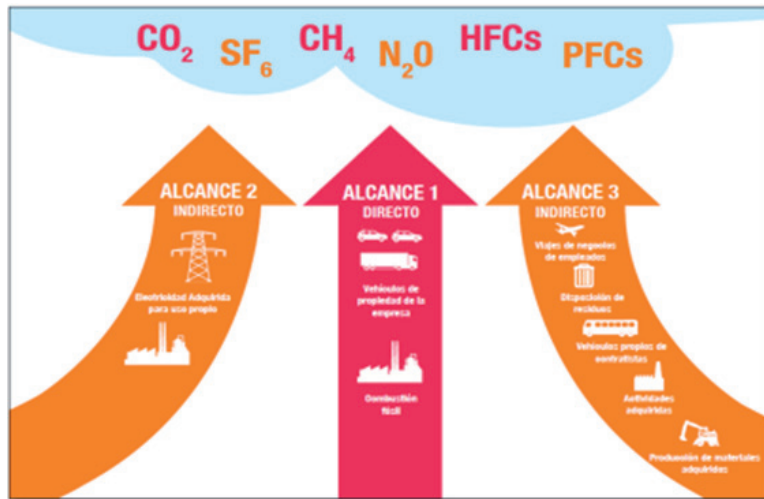 CO2
SF6
CH4
N2O
HFCs
PFCs
ALCANCE 2
INDIRECTO
Electricidad Adquirida
para uso propio
ALCANCE 1
DIRECTO
Vehículos de
propiedad de la
empresa
Combustión
fósil
ALCANCE 3
INDIRECTO
Viajes de negocios
de empleados
Disposición de
residuos
Vehículos propios de
contratistas
Actividades
adquiridas
Producción de materiales
adquiridos